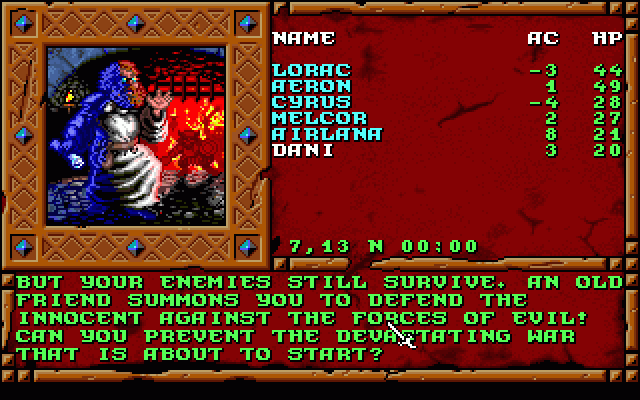 NAME AC HP
LORAC -3 44
AERON 1 49
CYRUS -4 28
MELCOR 2 27
AIRLANA 8 21
DANI 3 20
7,13 N 00:00
BUT YOUR ENEMIES STILL SURVIVE. AN OLD
FRIEND SUMMONS YOU TO DEFEND THE
INNOCENT AGAINST THE FORCES OF EVIL!
CAN YOU PREVENT THE DEVASTATING WAR
THAT IS ABOUT TO START?